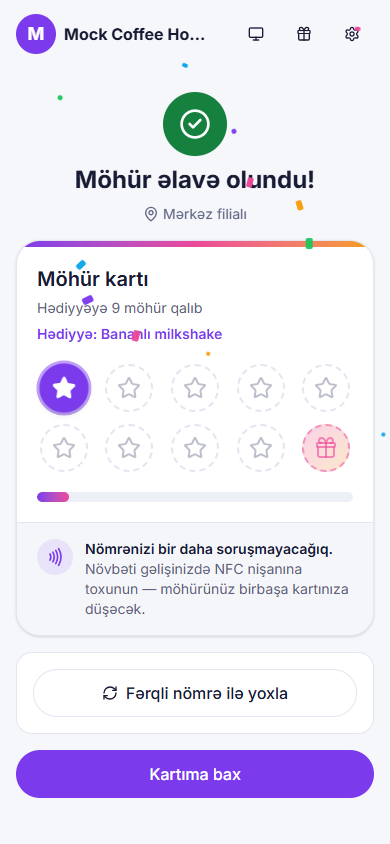 M
Mock Coffee Ho...
Möhür əlavə olundu!
Mərkəz filialı
Möhür kartı
Hədiyyəyə 9 möhür qalıb
Hədiyyə: Bananlı milkshake
Nömrənizi bir daha soruşmayacağıq.
Növbəti gəlişinizdə NFC nişanına
toxunun — möhürünüz birbaşa kartınıza
düşəcək.
Fərqli nömrə ilə yoxla
Kartıma bax